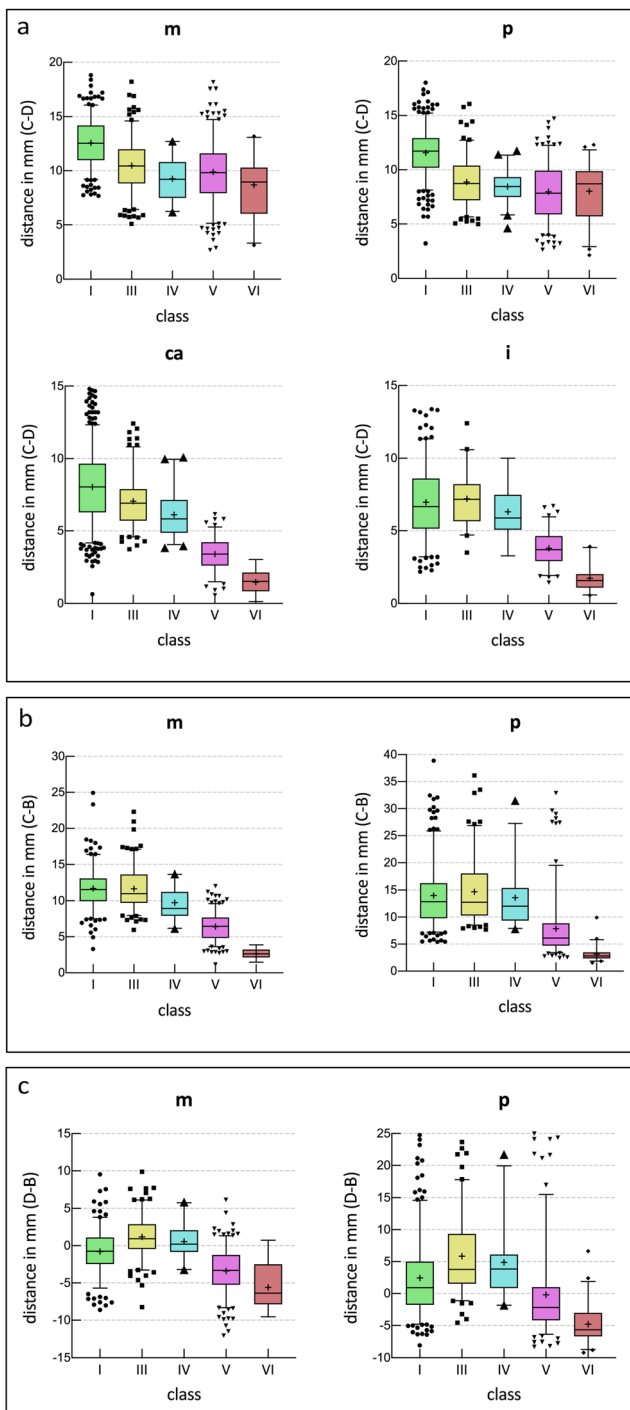 a
m
p
distance in mm (C-D)
20
15
10
5
0
I III IV V VI
class
distance in mm (C-D)
20
15
10
5
0
I III IV V VI
class
ca
i
distance in mm (C-D)
15
10
5
0
I III IV V VI
class
distance in mm (C-D)
15
10
5
0
I III IV V VI
class
b
m
p
distance in mm (C-B)
30
25
20
15
10
5
0
I III IV V VI
class
distance in mm (C-B)
40
35
30
25
20
15
10
5
0
I III IV V VI
class
c
m
p
distance in mm (D-B)
15
10
5
0
-5
-10
-15
I III IV V VI
class
distance in mm (D-B)
25
20
15
10
5
0
-5
-10
I III IV V VI
class